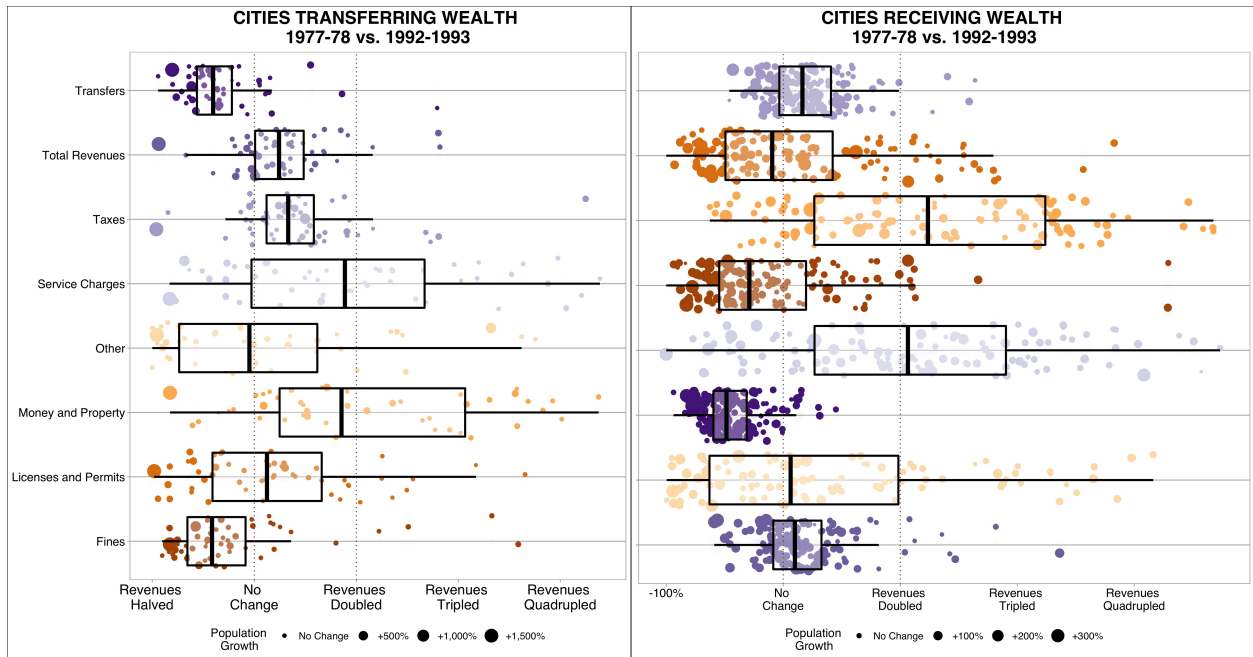 CITIES TRANSFERRING WEALTH
1977-78 vs. 1992-1993
Transfers
Total Revenues
Taxes
Service Charges
Other
Money and Property
Licenses and Permits
Fines
Revenues Halved
No Change
Revenues Doubled
Revenues Tripled
Revenues Quadrupled
Population Growth
No Change
+500%
+1,000%
+1,500%
CITIES RECEIVING WEALTH
1977-78 vs. 1992-1993
-100%
No Change
Revenues Doubled
Revenues Tripled
Revenues Quadrupled
Population Growth
No Change
+100%
+200%
+300%